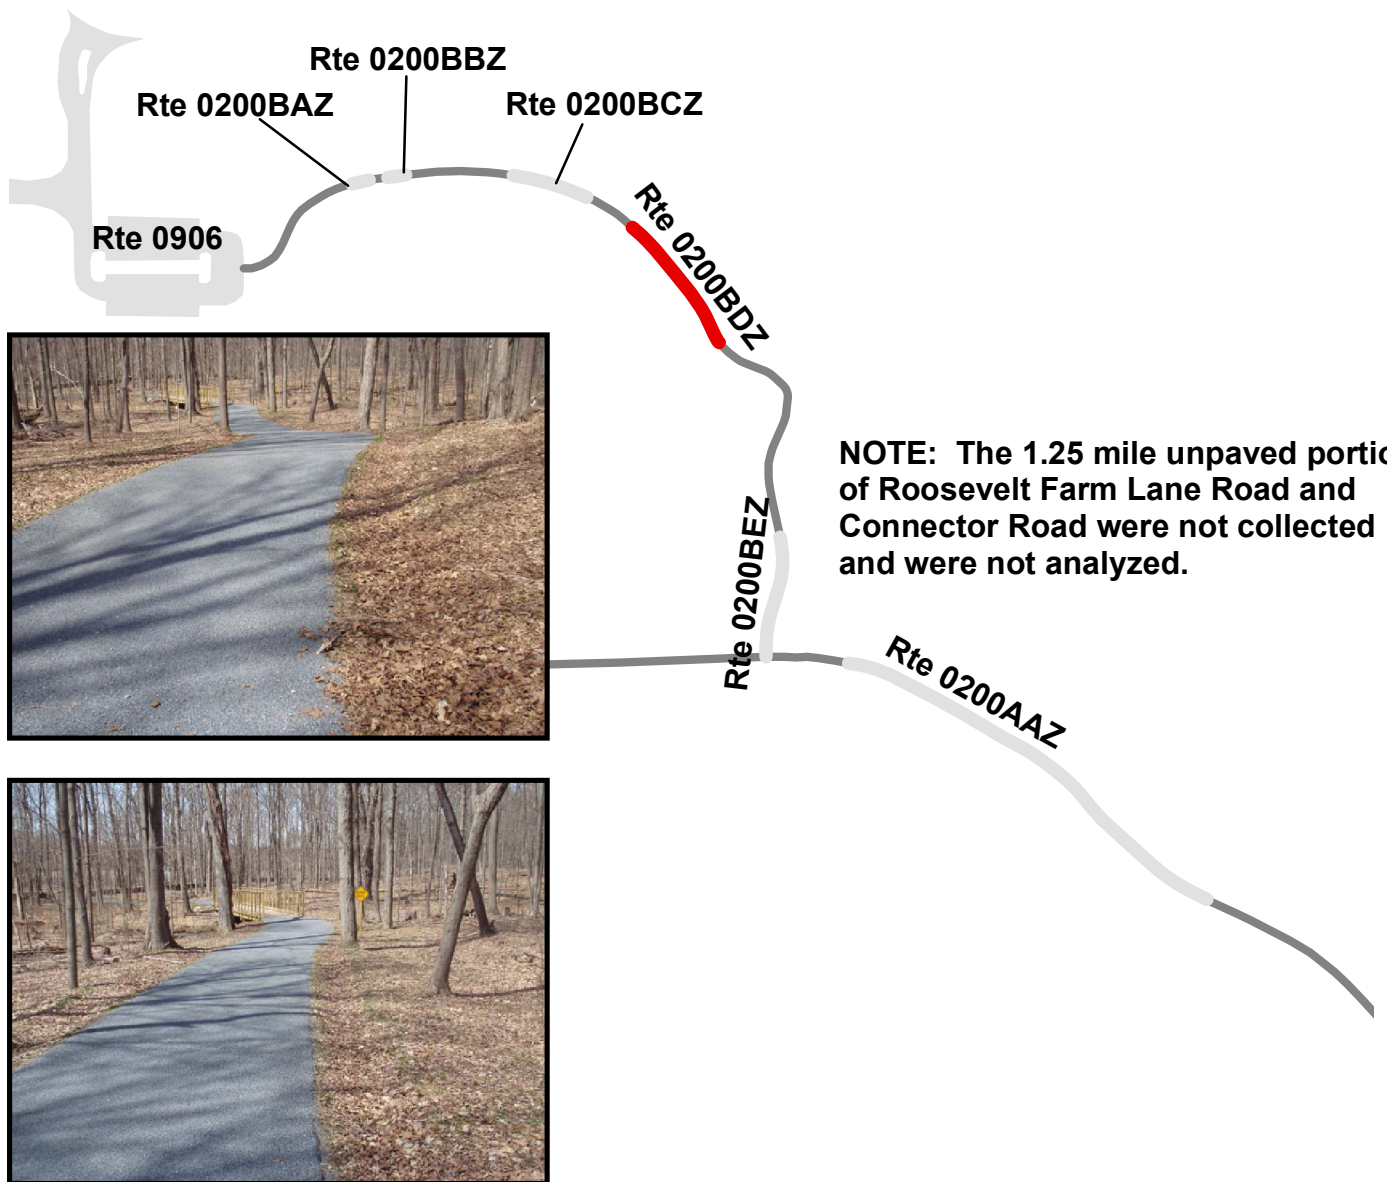 Rte 0200BBZ
Rte 0200BAZ
Rte 0200BCZ
Rte 0200BDZ
Rte 0906
NOTE:  The 1.25 mile unpaved portio
of Roosevelt Farm Lane Road and
Connector Road were not collected
and were not analyzed.
Rte 0200BEZ
Rte 0200AAZ